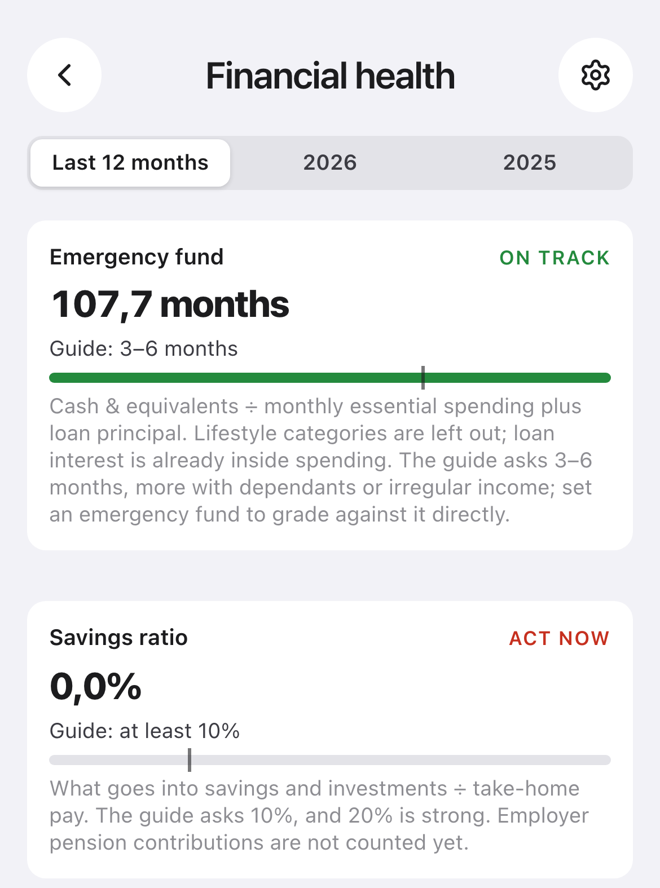 Financial health
Last 12 months
2026
2025
Emergency fund
ON TRACK
107,7 months
Guide: 3–6 months
Cash & equivalents ÷ monthly essential spending plus
loan principal. Lifestyle categories are left out; loan
interest is already inside spending. The guide asks 3–6
months, more with dependants or irregular income; set
an emergency fund to grade against it directly.
Savings ratio
ACT NOW
0,0%
Guide: at least 10%
What goes into savings and investments ÷ take-home
pay. The guide asks 10%, and 20% is strong. Employer
pension contributions are not counted yet.